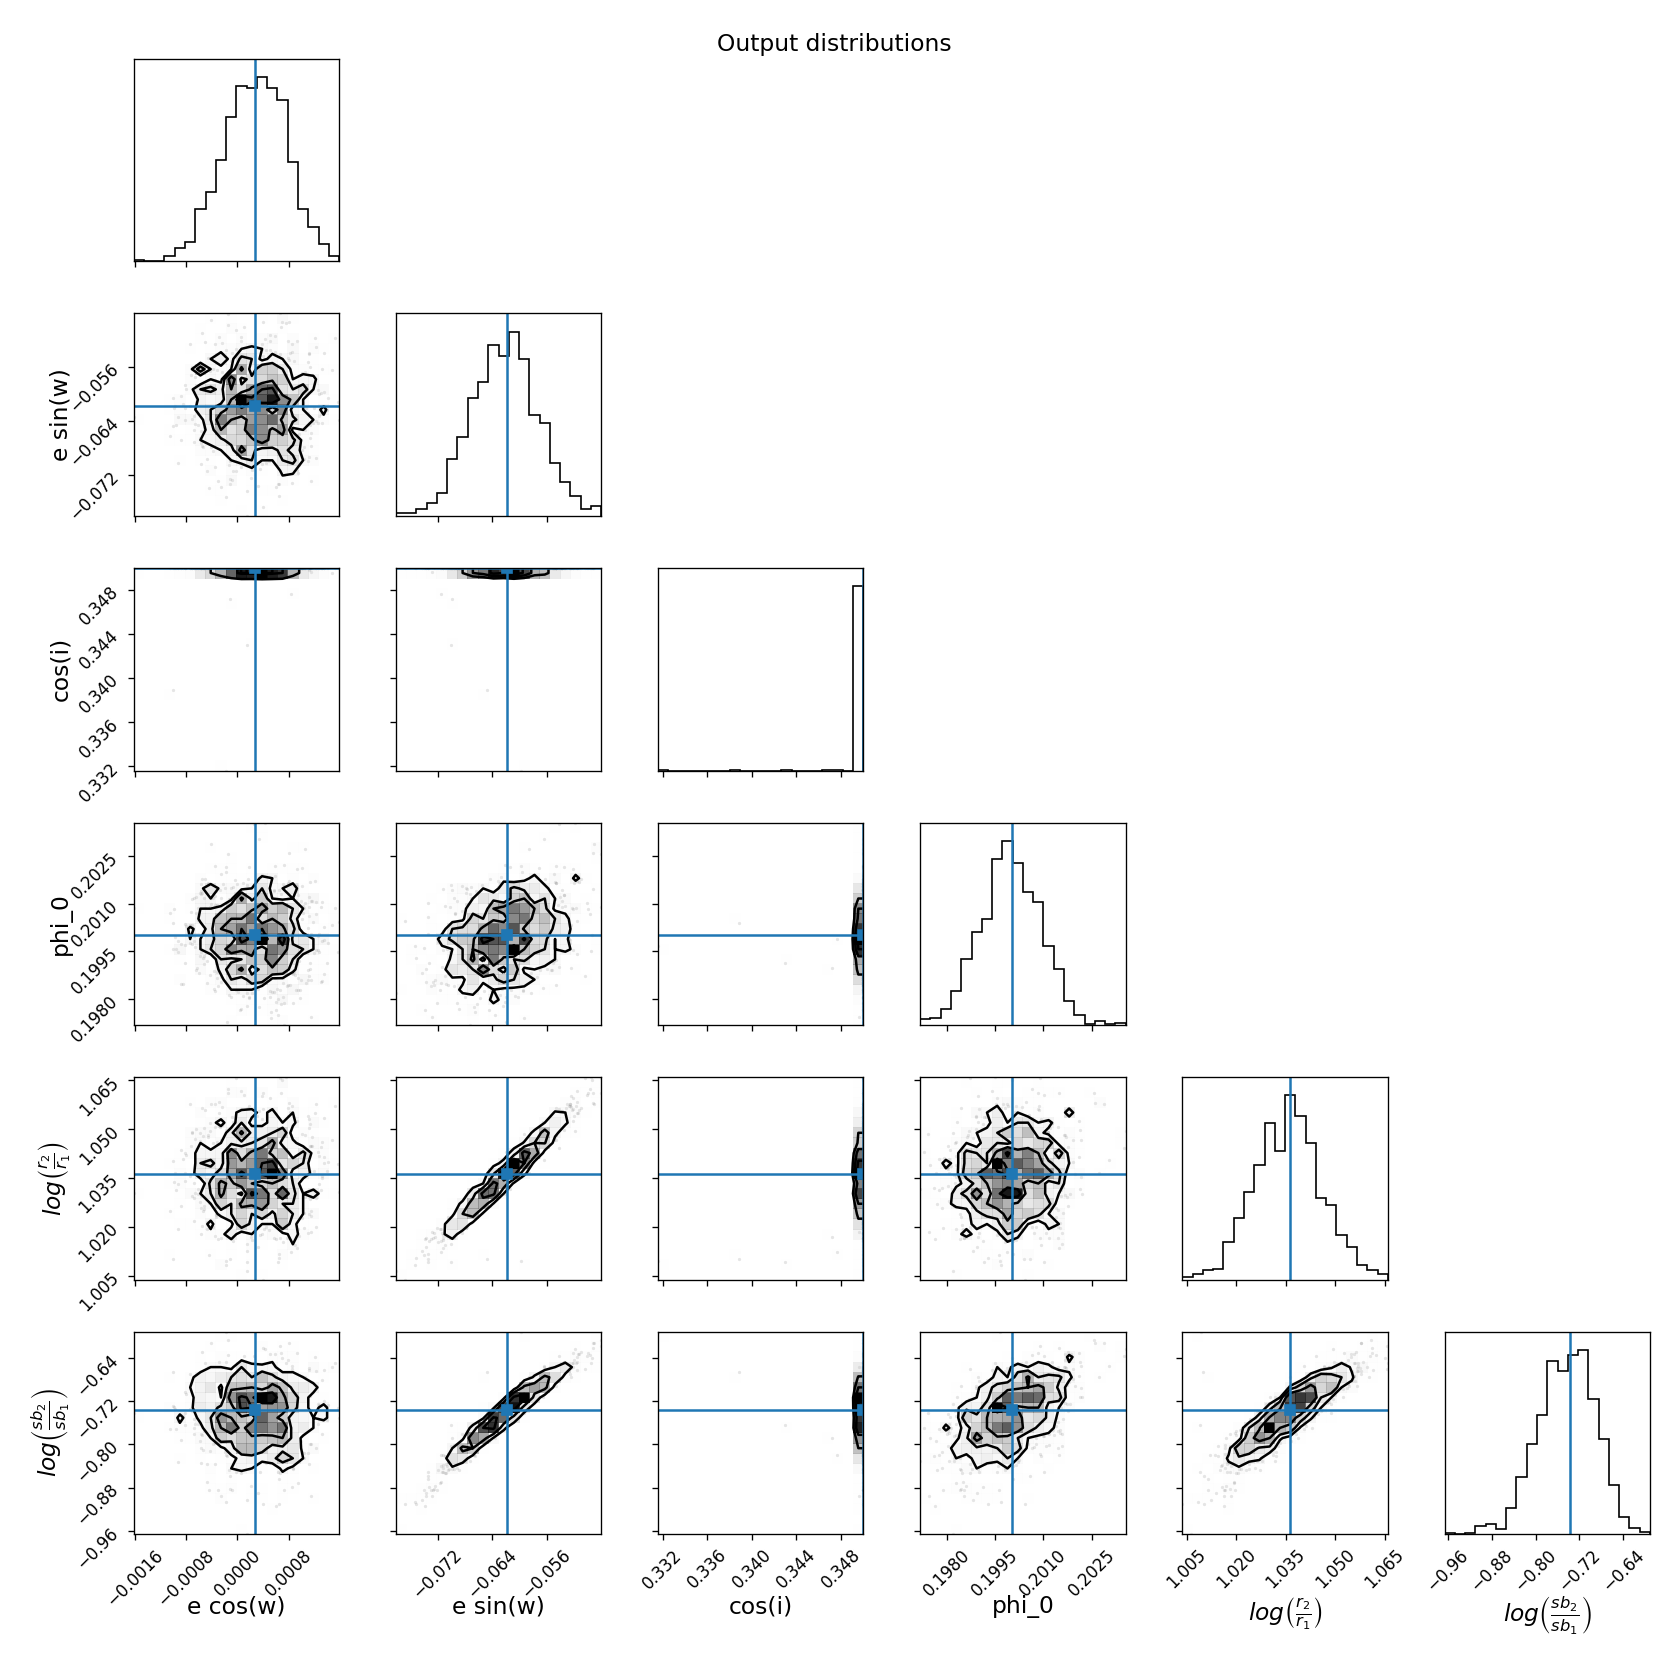 Output distributions
e sin(w)
−0.056
−0.064
−0.072
cos(i)
0.348
0.344
0.340
0.336
0.332
phi_0
0.2025
0.2010
0.1995
0.1980
log(r₂/r₁)
1.065
1.050
1.035
1.020
1.005
log(sb₂/sb₁)
−0.64
−0.72
−0.80
−0.88
−0.96
−0.0016 −0.0008 0.0000 0.0008 −0.072 −0.064 −0.056 0.332 0.336 0.340 0.344 0.348 0.1980 0.1995 0.2010 0.2025 1.005 1.020 1.035 1.050 1.065 −0.96 −0.88 −0.80 −0.72 −0.64
e cos(w) e sin(w) cos(i) phi_0 log(r₂/r₁) log(sb₂/sb₁)